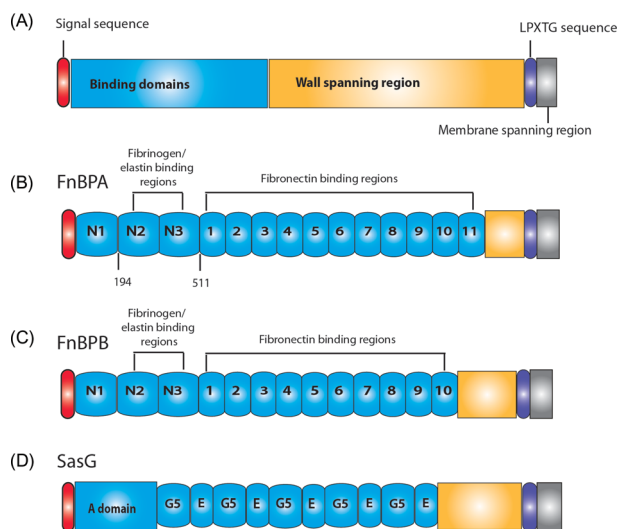 (A)
Signal sequence
LPXTG sequence
Binding domains
Wall spanning region
Membrane spanning region
(B) FnBPA
Fibrinogen/
elastin binding
regions
Fibronectin binding regions
N1 N2 N3 1 2 3 4 5 6 7 8 9 10 11
194 511
(C) FnBPB
Fibrinogen/
elastin binding
regions
Fibronectin binding regions
N1 N2 N3 1 2 3 4 5 6 7 8 9 10
(D) SasG
A domain G5 E G5 E G5 E G5 E G5 E